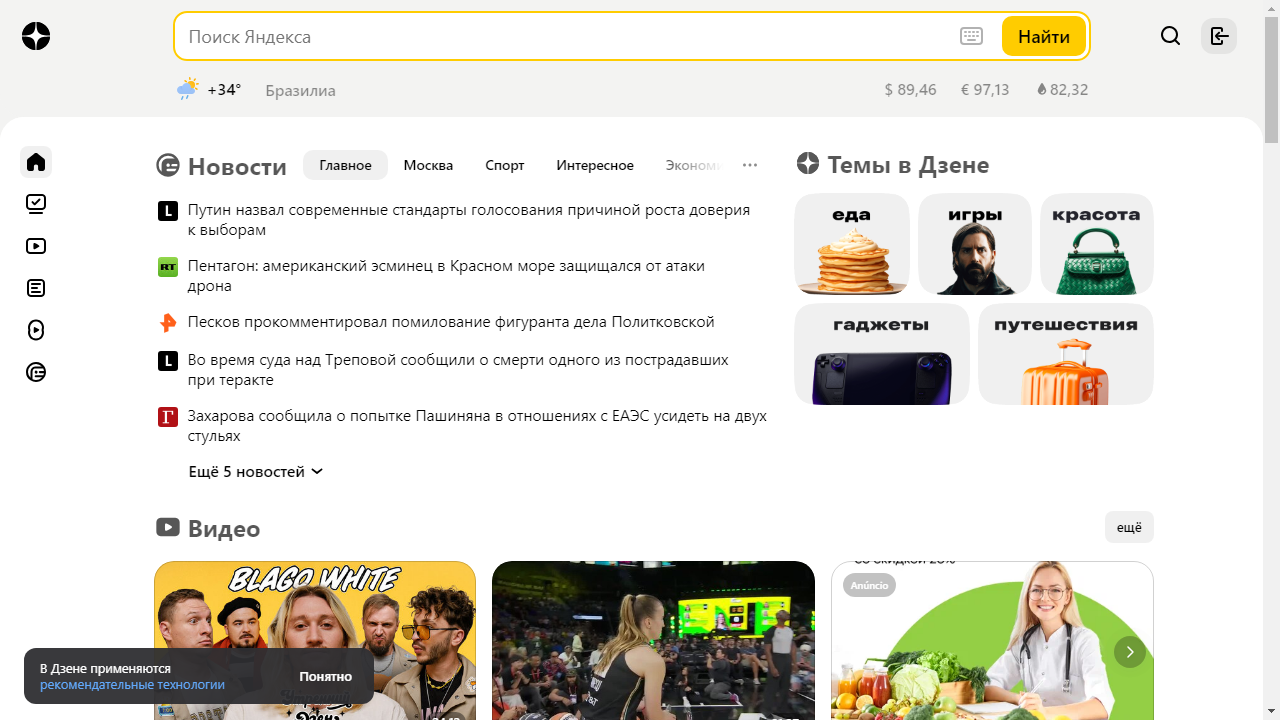 Поиск Яндекса
Найти
+34°
Бразилиа
$ 89,46
€ 97,13
82,32
Новости
Главное
Москва
Спорт
Интересное
Эконом
Путин назвал современные стандарты голосования причиной роста доверия
к выборам
RT
Пентагон: американский эсминец в Красном море защищался от атаки
дрона
Песков прокомментировал помилование фигуранта дела Политковской
L
Во время суда над Треповой сообщили о смерти одного из пострадавших
при теракте
Г
Захарова сообщила о попытке Пашиняна в отношениях с ЕАЭС усидеть на двух
стульях
Ещё 5 новостей
Темы в Дзене
еда
игры
красота
гаджеты
путешествия
Видео
ещё
BLAGO WHITE
Anúncio
В Дзене применяются
рекомендательные технологии
Понятно